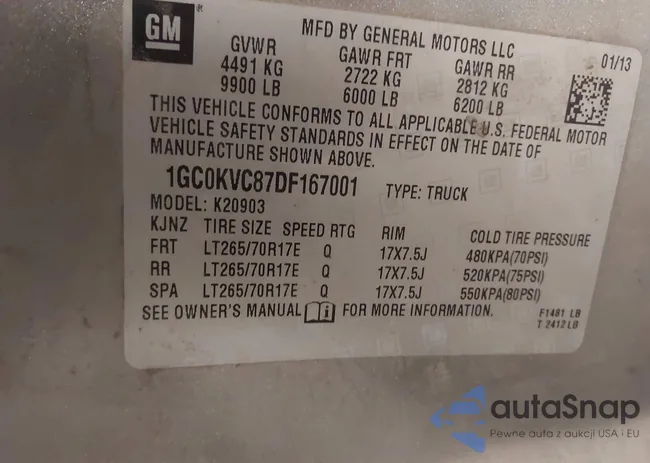 GM
MFD BY GENERAL MOTORS LLC
GVWR GAWR FRT GAWR RR 01/13
4491 KG 2722 KG 2812 KG
9900 LB 6000 LB 6200 LB
THIS VEHICLE CONFORMS TO ALL APPLICABLE U.S. FEDERAL MOTOR
VEHICLE SAFETY STANDARDS IN EFFECT ON THE DATE OF
MANUFACTURE SHOWN ABOVE.
1GC0KVC87DF167001 TYPE: TRUCK
MODEL: K20903
KJNZ TIRE SIZE SPEED RTG RIM COLD TIRE PRESSURE
FRT LT265/70R17E Q 17X7.5J 480KPA(70PSI)
RR LT265/70R17E Q 17X7.5J 520KPA(75PSI)
SPA LT265/70R17E Q 17X7.5J 550KPA(80PSI)
SEE OWNER'S MANUAL FOR MORE INFORMATION.
F1481 LB
T 2412 LB
autaSnap
Pewne auta z aukcji USA i EU